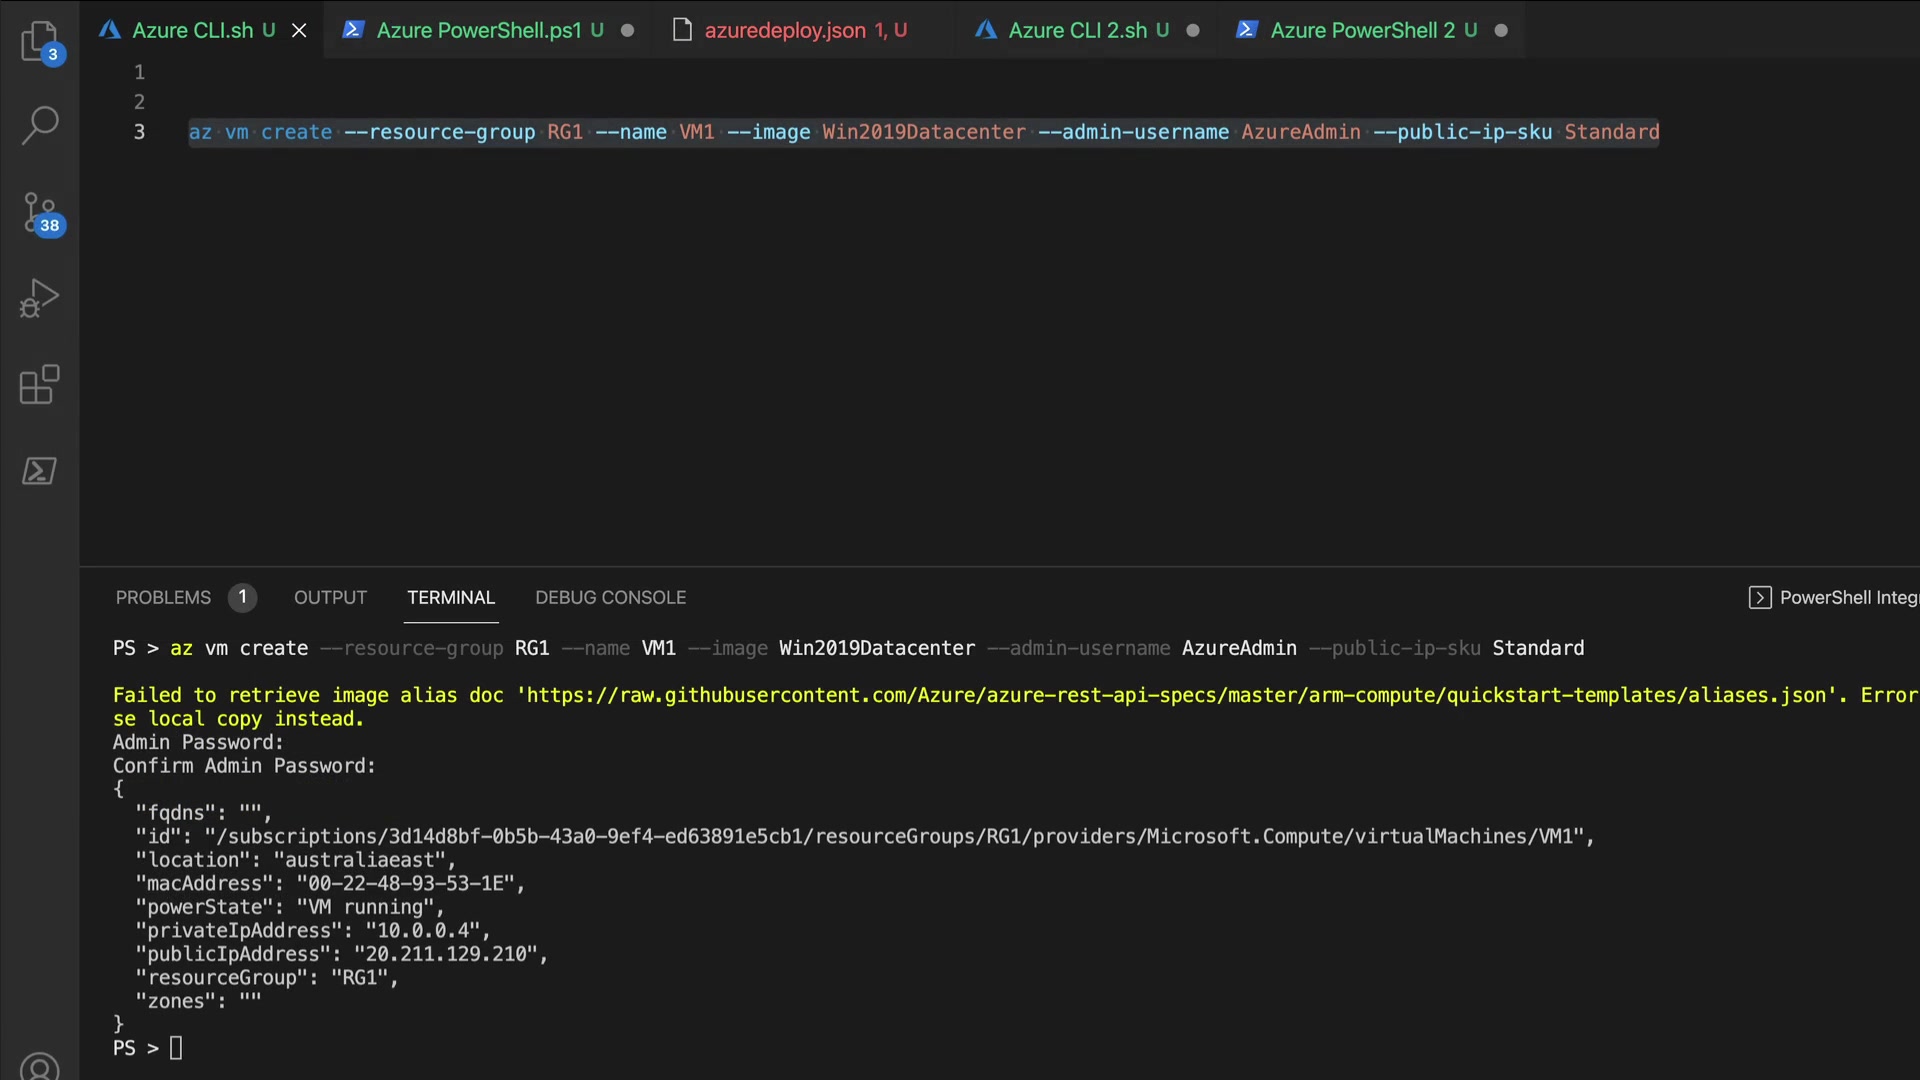 Azure CLI.sh U
Azure PowerShell.ps1 U
azuredeploy.json 1, U
Azure CLI 2.sh U
Azure PowerShell 2 U
3
38
1
2
3 az vm create --resource-group RG1 --name VM1 --image Win2019Datacenter --admin-username AzureAdmin --public-ip-sku Standard
PROBLEMS 1 OUTPUT TERMINAL DEBUG CONSOLE
PowerShell Integr
PS > az vm create --resource-group RG1 --name VM1 --image Win2019Datacenter --admin-username AzureAdmin --public-ip-sku Standard
Failed to retrieve image alias doc 'https://raw.githubusercontent.com/Azure/azure-rest-api-specs/master/arm-compute/quickstart-templates/aliases.json'. Error
se local copy instead.
Admin Password:
Confirm Admin Password:
{
"fqdns": "",
"id": "/subscriptions/3d14d8bf-0b5b-43a0-9ef4-ed63891e5cb1/resourceGroups/RG1/providers/Microsoft.Compute/virtualMachines/VM1",
"location": "australiaeast",
"macAddress": "00-22-48-93-53-1E",
"powerState": "VM running",
"privateIpAddress": "10.0.0.4",
"publicIpAddress": "20.211.129.210",
"resourceGroup": "RG1",
"zones": ""
}
PS >